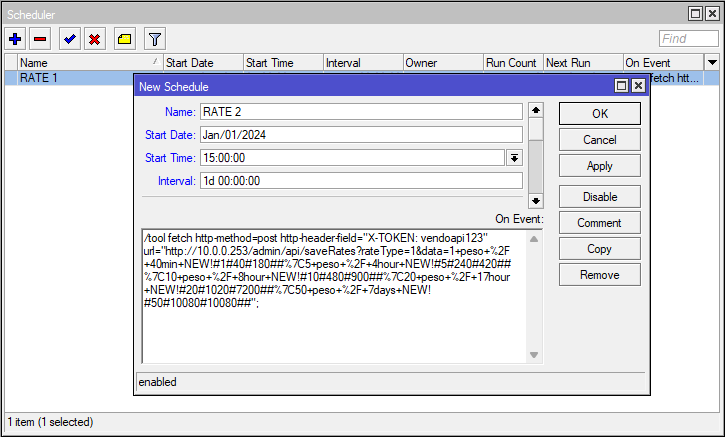 Scheduler
Find
Name Start Date Start Time Interval Owner Run Count Next Run On Event
RATE 1 fetch htt...
New Schedule
Name: RATE 2
Start Date: Jan/01/2024
Start Time: 15:00:00
Interval: 1d 00:00:00
On Event:
/tool fetch http-method=post http-header-field="X-TOKEN: vendoapi123"
url="http://10.0.0.253/admin/api/saveRates?rateType=1&data=1+peso+%2F
+40min+NEW!#1#40#180##%7C5+peso+%2F+4hour+NEW!#5#240#420##
%7C10+peso+%2F+8hour+NEW!#10#480#900##%7C20+peso+%2F+17hour
+NEW!#20#1020#7200##%7C50+peso+%2F+7days+NEW!
#50#10080#10080##";
OK
Cancel
Apply
Disable
Comment
Copy
Remove
enabled
1 item (1 selected)